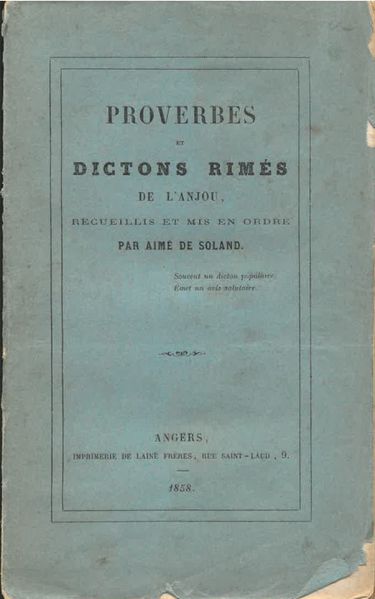 PROVERBES
ET
DICTONS RIMÉS
DE L'ANJOU,
RECUEILLIS ET MIS EN ORDRE
PAR AIMÉ DE SOLAND.
Souvent un dicton populaire
Émet un avis salutaire.
ANGERS,
IMPRIMERIE DE LAINÉ FRÈRES, RUE SAINT-LAUD, 9.
1858.